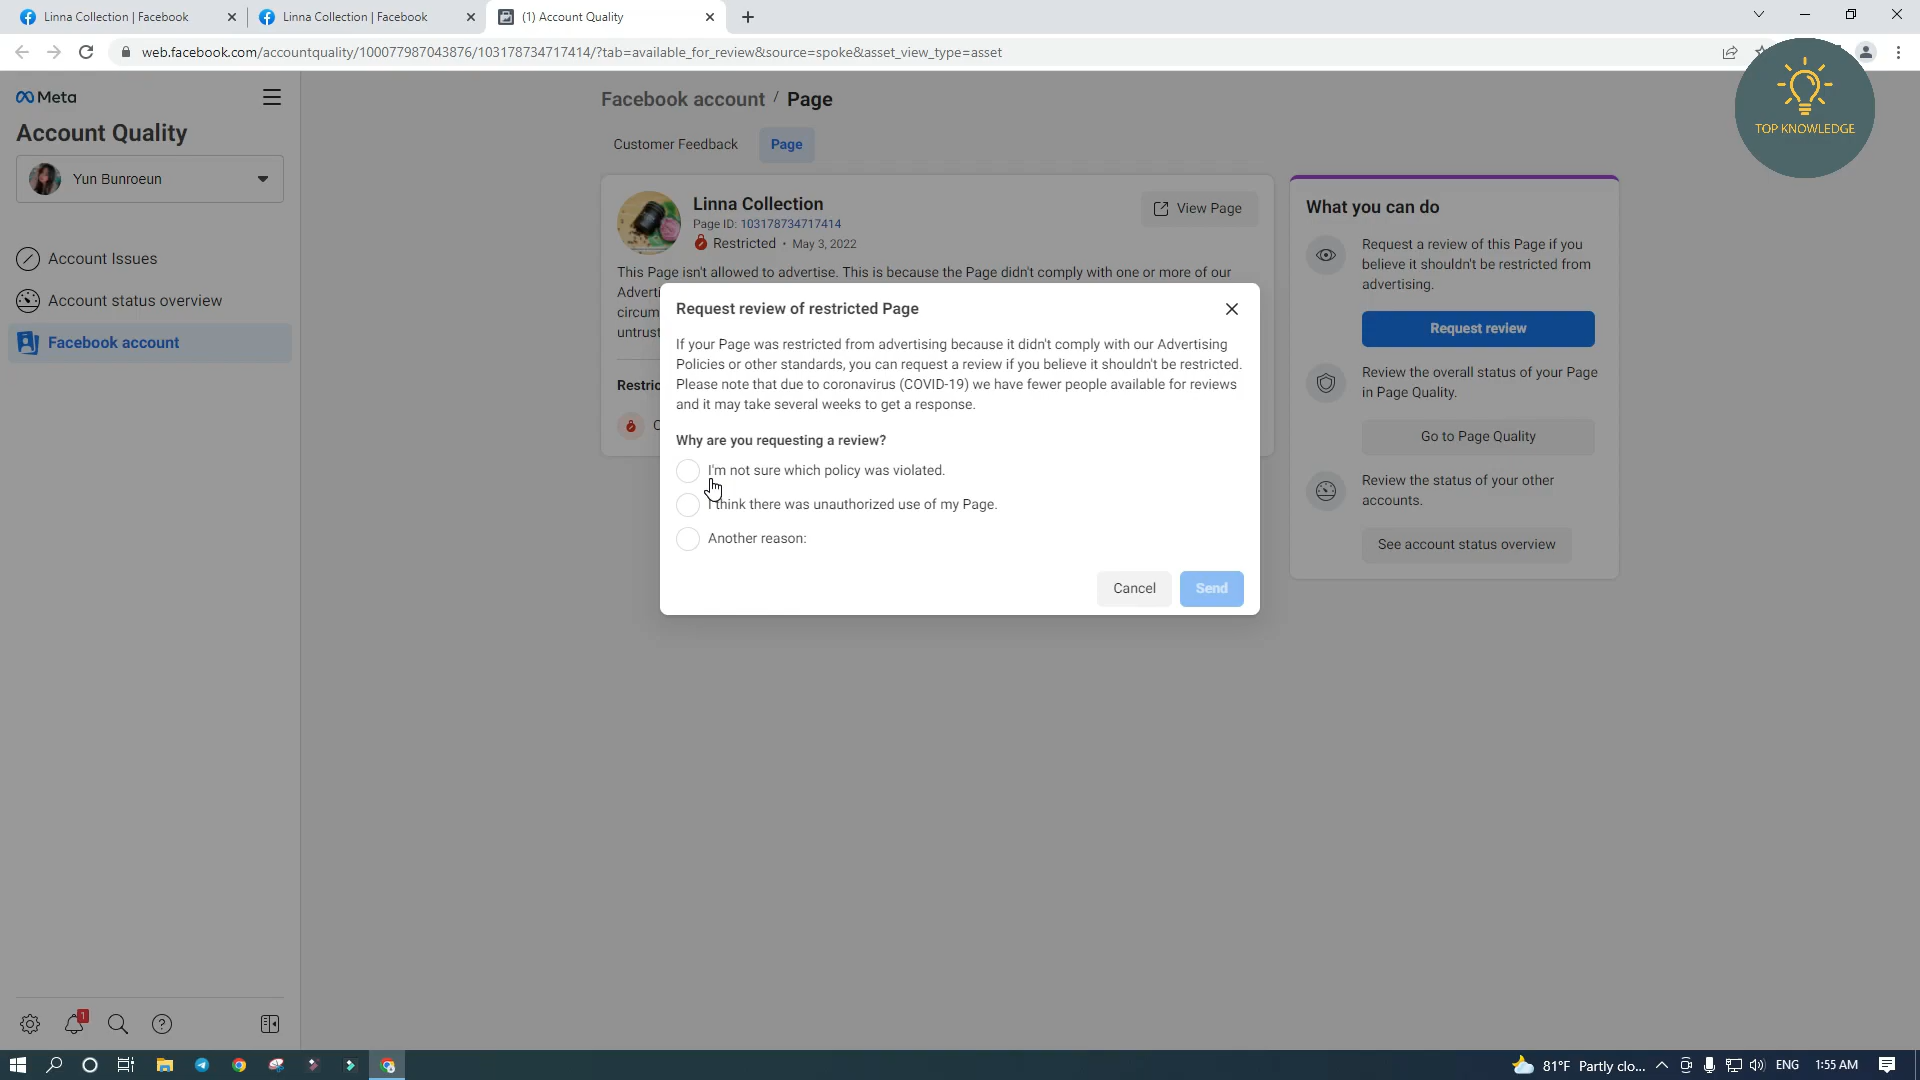 Linna Collection | Facebook
Linna Collection | Facebook
(1) Account Quality
web.facebook.com/accountquality/100077987043876/103178734717414/?tab=available_for_review&source=spoke&asset_view_type=asset
TOP KNOWLEDGE
Meta
Account Quality
Yun Bunroeun
Account Issues
Account status overview
Facebook account
Facebook account / Page
Customer Feedback
Page
Linna Collection
View Page
Page ID: 103178734717414
Restricted • May 3, 2022
This Page isn't allowed to advertise. This is because the Page didn't comply with one or more of our
Request review of restricted Page
If your Page was restricted from advertising because it didn't comply with our Advertising
Policies or other standards, you can request a review if you believe it shouldn't be restricted.
Please note that due to coronavirus (COVID-19) we have fewer people available for reviews
and it may take several weeks to get a response.
Why are you requesting a review?
I'm not sure which policy was violated.
I think there was unauthorized use of my Page.
Another reason:
Cancel
Send
What you can do
Request a review of this Page if you
believe it shouldn't be restricted from
advertising.
Request review
Review the overall status of your Page
in Page Quality.
Go to Page Quality
Review the status of your other
accounts.
See account status overview
1
81°F Partly clo...
ENG
1:55 AM